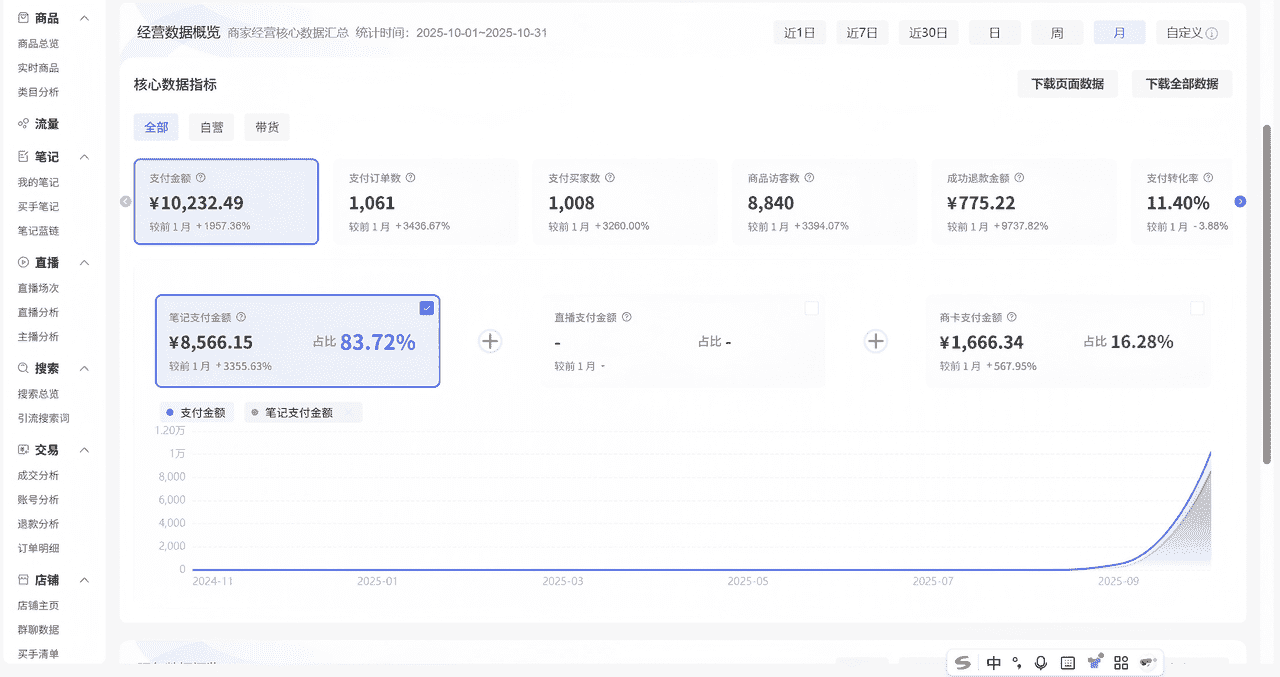 商品
商品总览
实时商品
类目分析
流量
笔记
我的笔记
买手笔记
笔记蓝链
直播
直播场次
直播分析
主播分析
搜索
搜索总览
引流搜索词
交易
成交分析
账号分析
退款分析
订单明细
店铺
店铺主页
群聊数据
买手清单
经营数据概览 商家经营核心数据汇总 统计时间：2025-10-01~2025-10-31
近1日 近7日 近30日 日 周 月 自定义
核心数据指标
下载页面数据 下载全部数据
全部 自营 带货
支付金额 支付订单数 支付买家数 商品访客数 成功退款金额 支付转化率
¥10,232.49 1,061 1,008 8,840 ¥775.22 11.40%
较前1月 +1957.36% 较前1月 +3436.67% 较前1月 +3260.00% 较前1月 +3394.07% 较前1月 +9737.82% 较前1月 -3.88%
笔记支付金额 直播支付金额 商卡支付金额
¥8,566.15 占比 83.72% - 占比 - ¥1,666.34 占比 16.28%
较前1月 +3355.63% 较前1月 - 较前1月 +567.95%
支付金额 笔记支付金额
1.20万
1万
8,000
6,000
4,000
2,000
0
2024-11 2025-01 2025-03 2025-05 2025-07 2025-09
中